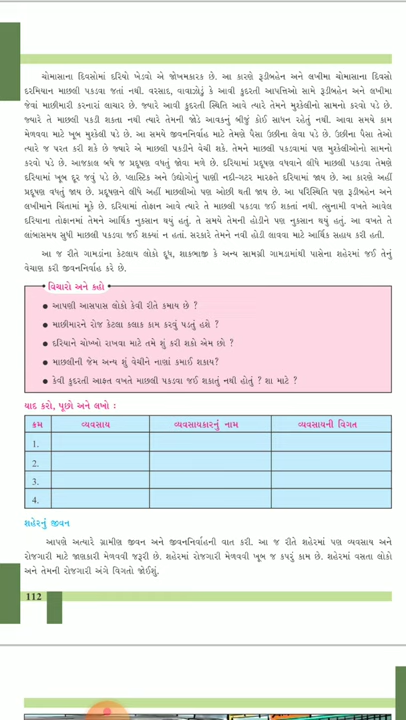 ચોમાસાના દિવસોમાં દરિયો ખેડવો એ જોખમકારક છે. આ કારણે રૂડીબહેન અને લખીમા ચોમાસાના દિવસો
દરમિયાન માછલી પકડવા જતાં નથી. વરસાદ, વાવાઝોડું કે આવી કુદરતી આપત્તિઓ સામે રૂડીબહેન અને લખીમા
જેવાં માછીમારી કરનારાં લાચાર છે. જ્યારે આવી કુદરતી સ્થિતિ આવે ત્યારે તેમને મુશ્કેલીનો સામનો કરવો પડે છે.
જ્યારે તે માછલી પકડી શકતા નથી ત્યારે તેમની જોડે આવકનું બીજું કોઈ સાધન રહેતું નથી. આવા સમયે કામ
મેળવવા માટે ખૂબ મુશ્કેલી પડે છે. આ સમયે જીવનનિર્વાહ માટે તેમણે પૈસા ઉછીના લેવા પડે છે. ઉછીના પૈસા તેઓ
ત્યારે જ પરત કરી શકે છે જ્યારે એ માછલી પકડીને વેચી શકે. તેમને માછલી પકડવામાં પણ મુશ્કેલીઓનો સામનો
કરવો પડે છે. આજકાલ બધે જ પ્રદૂષણ વધતું જોવા મળે છે. દરિયામાં પ્રદૂષણ વધવાને લીધે માછલી પકડવા તેમણે
દરિયામાં ખૂબ દૂર જવું પડે છે. પ્લાસ્ટિક અને ઉદ્યોગોનું પાણી નદી-ગટર મારફતે દરિયામાં જાય છે. આ કારણે અહીં
પ્રદૂષણ વધતું જાય છે. પ્રદૂષણને લીધે અહીં માછલીઓ પણ ઓછી થતી જાય છે. આ પરિસ્થિતિ પણ રૂડીબહેન અને
લખીમાને ચિંતામાં મૂકે છે. દરિયામાં તોફાન આવે ત્યારે તે માછલી પકડવા જઈ શકતાં નથી. ત્સુનામી વખતે આવેલ
દરિયાના તોફાનમાં તેમને આર્થિક નુકસાન થયું હતું. તે સમયે તેમની હોડીને પણ નુકસાન થયું હતું. આ વખતે તે
લાંબાસમય સુધી માછલી પકડવા જઈ શક્યાં ન હતાં. સરકારે તેમને નવી હોડી લાવવા માટે આર્થિક સહાય કરી હતી.
આ જ રીતે ગામડાંના કેટલાય લોકો દૂધ, શાકભાજી કે અન્ય સામગ્રી ગામડામાંથી પાસેના શહેરમાં જઈ તેનું
વેચાણ કરી જીવનનિર્વાહ કરે છે.
વિચારો અને કહો
• આપણી આસપાસ લોકો કેવી રીતે કમાય છે ?
• માછીમારને રોજ કેટલા કલાક કામ કરવું પડતું હશે ?
• દરિયાને ચોખ્ખો રાખવા માટે તમે શું કરી શકો એમ છો ?
• માછલીની જેમ અન્ય શું વેચીને નાણાં કમાઈ શકાય?
• કેવી કુદરતી આફત વખતે માછલી પકડવા જઈ શકાતું નથી હોતું ? શા માટે ?
યાદ કરો, પૂછો અને લખો :
ક્રમ વ્યવસાય વ્યવસાયકારનું નામ વ્યવસાયની વિગત
1.
2.
3.
4.
શહેરનું જીવન
આપણે અત્યારે ગ્રામીણ જીવન અને જીવનનિર્વાહની વાત કરી. આ જ રીતે શહેરમાં પણ વ્યવસાય અને
રોજગારી માટે જાણકારી મેળવવી જરૂરી છે. શહેરમાં રોજગારી મેળવવી ખૂબ જ કપરું કામ છે. શહેરમાં વસતા લોકો
અને તેમની રોજગારી અંગે વિગતો જોઈશું.
112